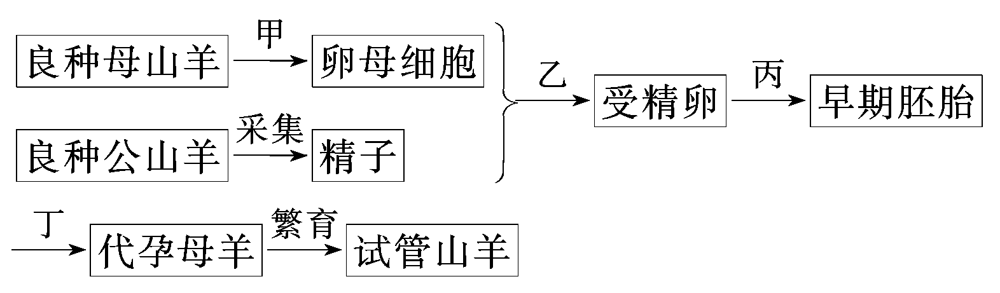 甲
良种母山羊 卵母细胞
乙 丙
受精卵 早期胚胎
采集
良种公山羊 精子
丁 繁育
代孕母羊 试管山羊